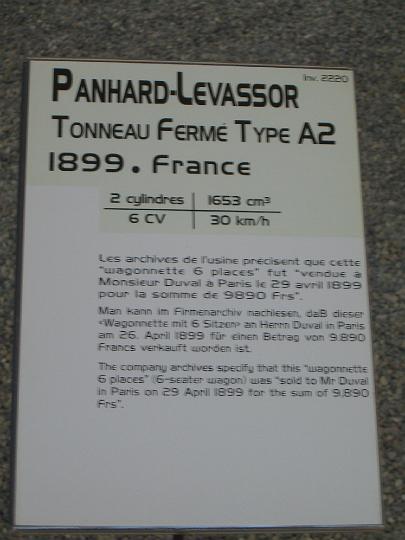 Inv. 2220
PANHARD-LEVASSOR
TONNEAU FERMÉ TYPE A2
1899. FRANCE
2 cylindres 1653 cm³
6 CV 30 km/h
Les archives de l'usine précisent que cette
"wagonnette 6 places" fut "vendue à
Monsieur Duval à Paris le 29 avril 1899
pour la somme de 9890 Frs".
Man kann im Firmenarchiv nachlesen, daß dieser
«Wagonnette mit 6 Sitzen» an Herrn Duval in Paris
am 26. April 1899 für einen Betrag von 9.890
Francs verkauft worden ist.
The company archives specify that this "wagonnette
6 places" (6-seater wagon) was "sold to Mr Duval
in Paris on 29 April 1899 for the sum of 9,890
Frs".